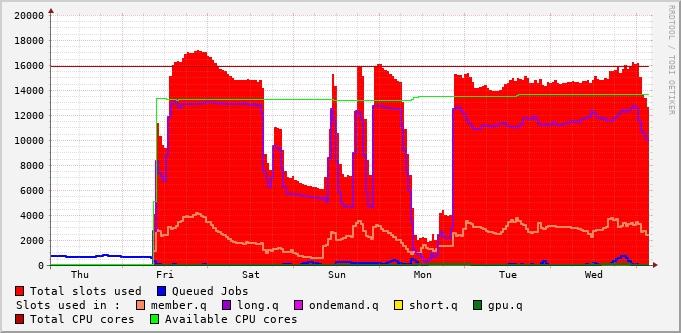 20000
18000
16000
14000
12000
10000
8000
6000
4000
2000
0
Thu Fri Sat Sun Mon Tue Wed
RRDTOOL / TOBI OETIKER
Total slots used Queued Jobs
Slots used in : member.q long.q ondemand.q short.q gpu.q
Total CPU cores Available CPU cores